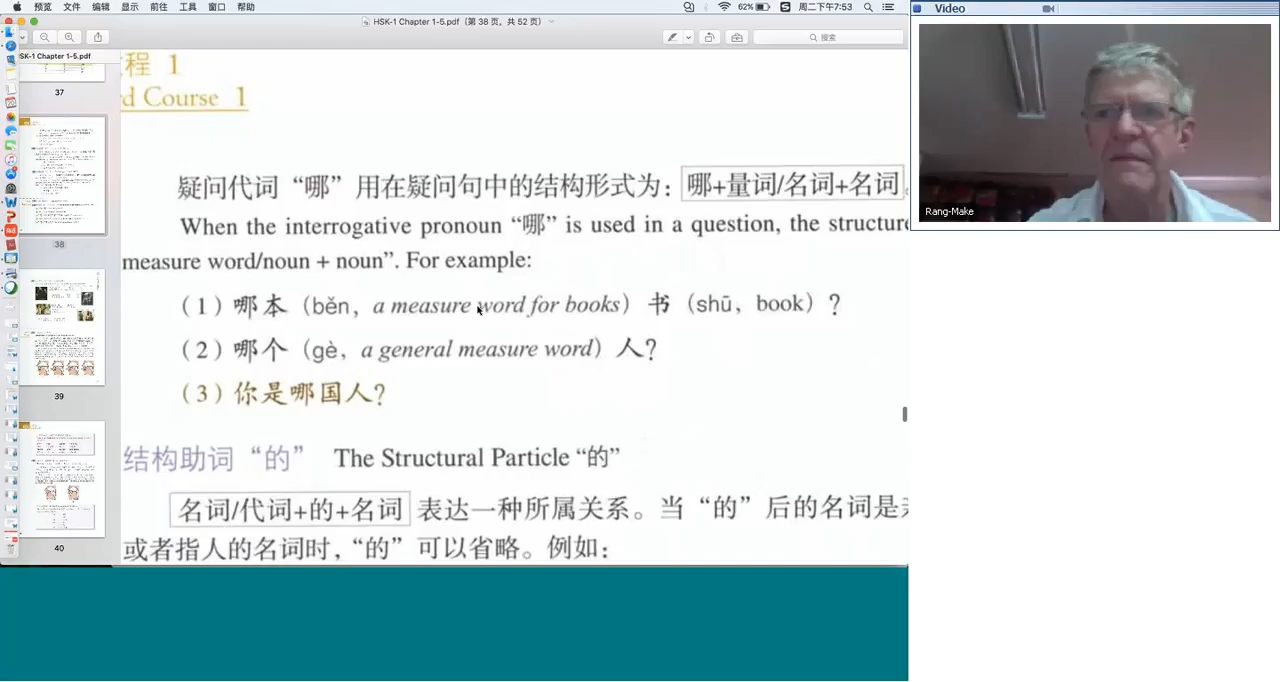 预览 文件 编辑 显示 前往 工具 窗口 帮助
62% 周二下午7:53
HSK-1 Chapter 1-5.pdf（第 38 页，共 52 页）
搜索
SK-1 Chapter 1-5.pdf
37
38
39
40
程 1
d Course 1
疑问代词“哪”用在疑问句中的结构形式为：哪+量词/名词+名词。
When the interrogative pronoun “哪” is used in a question, the structure
measure word/noun + noun”. For example:
（1）哪本（běn, a measure word for books）书（shū, book）？
（2）哪个（gè, a general measure word）人？
（3）你是哪国人？
结构助词“的” The Structural Particle “的”
名词/代词+的+名词 表达一种所属关系。当“的”后的名词是
或者指人的名词时，“的”可以省略。例如：
Video
Rang-Make